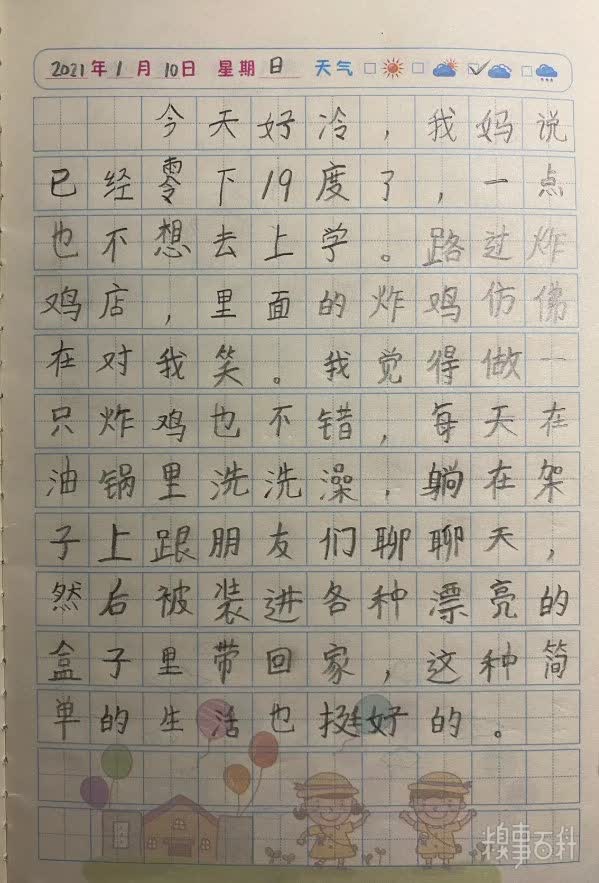 2021年1月10日 星期日 天气
今天好冷，我妈说
已经零下19度了，一点
也不想去上学。路过炸
鸡店，里面的炸鸡仿佛
在对我笑。我觉得做一
只炸鸡也不错，每天在
油锅里洗洗澡，躺在架
子上跟朋友们聊聊天，
然后被装进各种漂亮的
盒子里带回家，这种简
单的生活也挺好的。
糗事百科